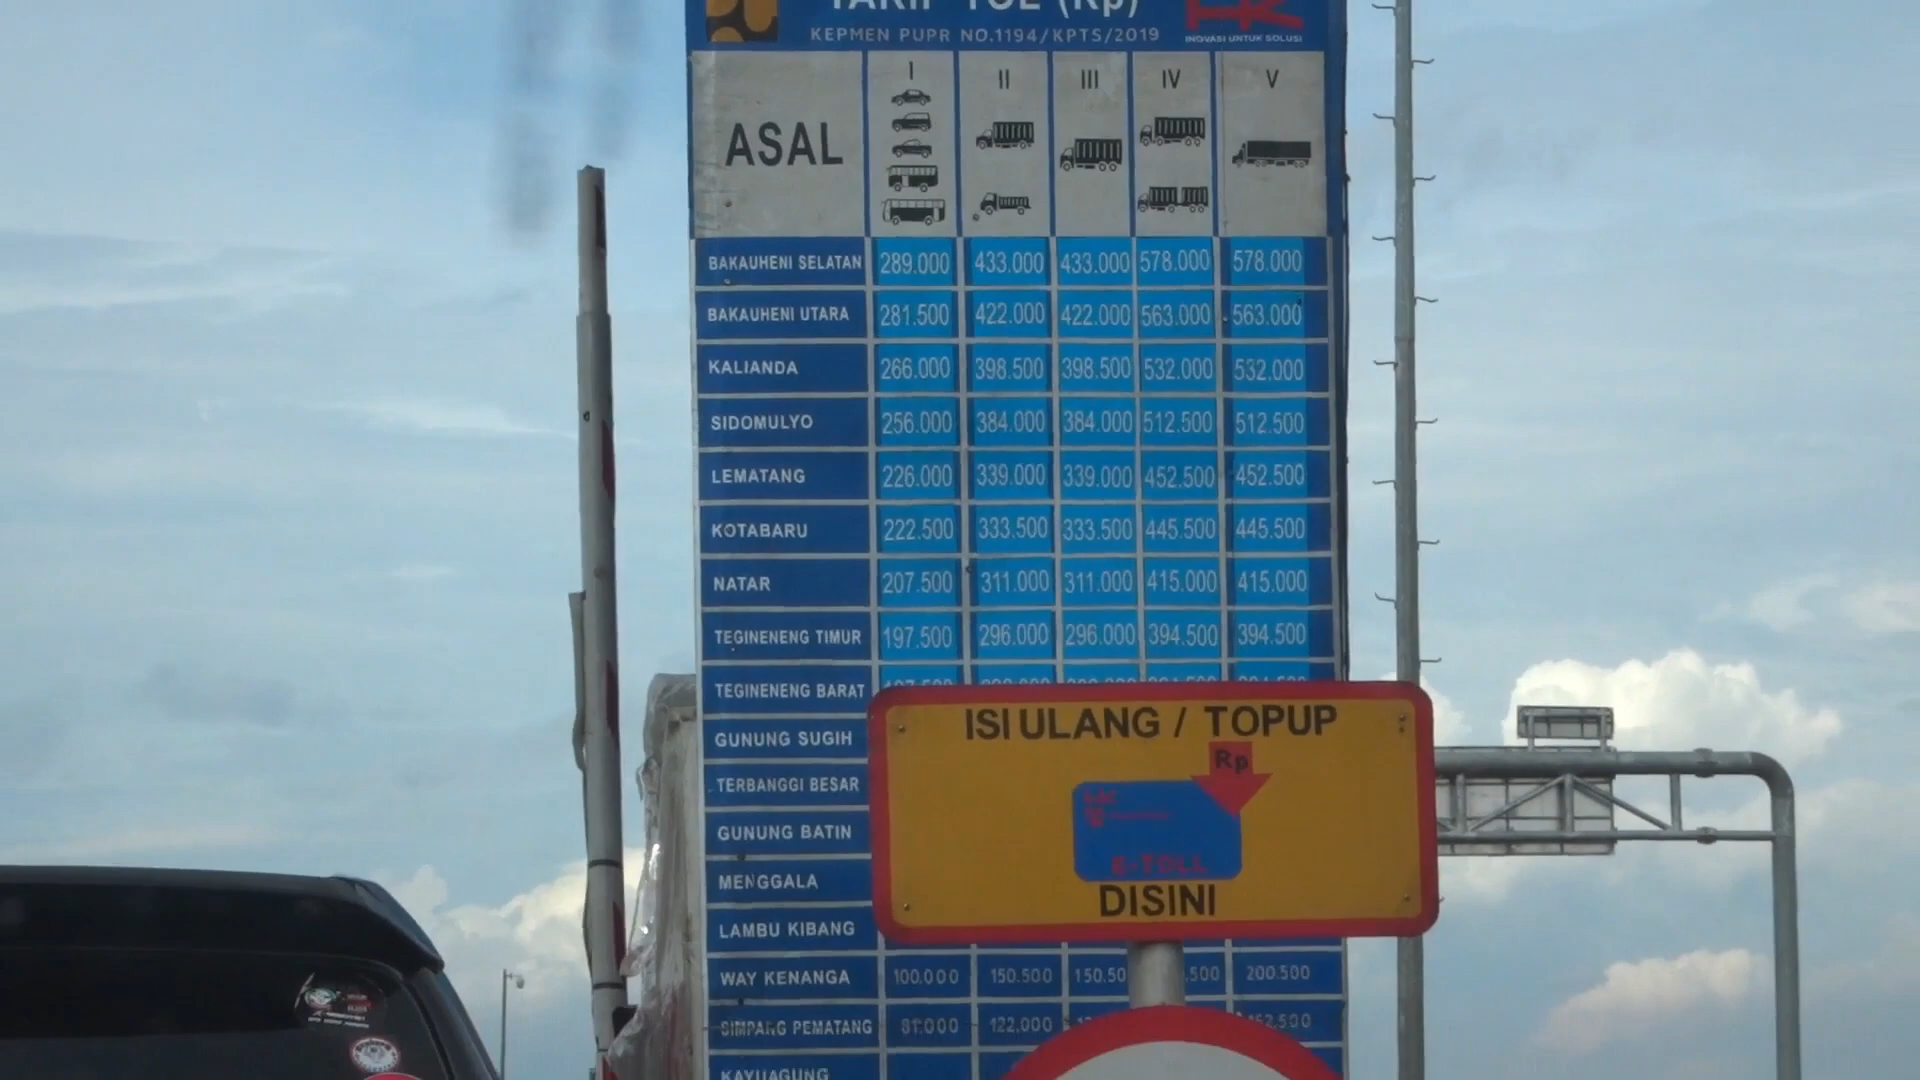 TARIF TOL (Rp)
KEPMEN PUPR NO.1194/KPTS/2019
INOVASI UNTUK SOLUSI
ASAL I II III IV V
BAKAUHENI SELATAN 289.000 433.000 433.000 578.000 578.000
BAKAUHENI UTARA 281.500 422.000 422.000 563.000 563.000
KALIANDA 266.000 398.500 398.500 532.000 532.000
SIDOMULYO 256.000 384.000 384.000 512.500 512.500
LEMATANG 226.000 339.000 339.000 452.500 452.500
KOTABARU 222.500 333.500 333.500 445.500 445.500
NATAR 207.500 311.000 311.000 415.000 415.000
TEGINENENG TIMUR 197.500 296.000 296.000 394.500 394.500
TEGINENENG BARAT
GUNUNG SUGIH
TERBANGGI BESAR
GUNUNG BATIN
MENGGALA
LAMBU KIBANG
WAY KENANGA 100.000 150.500 150.50 .500 200.500
SIMPANG PEMATANG 81.000 122.000
KAYUAGUNG
ISI ULANG / TOPUP
Rp
E-TOLL
DISINI